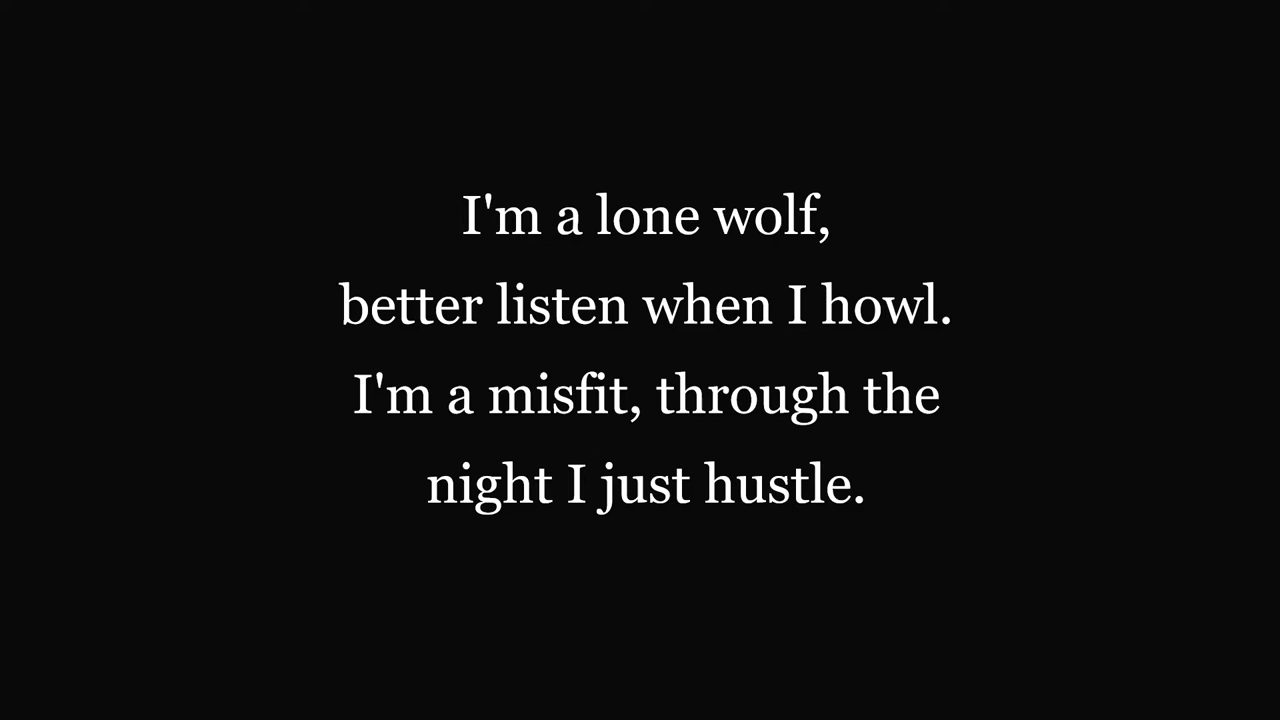 I'm a lone wolf,
better listen when I howl.
I'm a misfit, through the
night I just hustle.